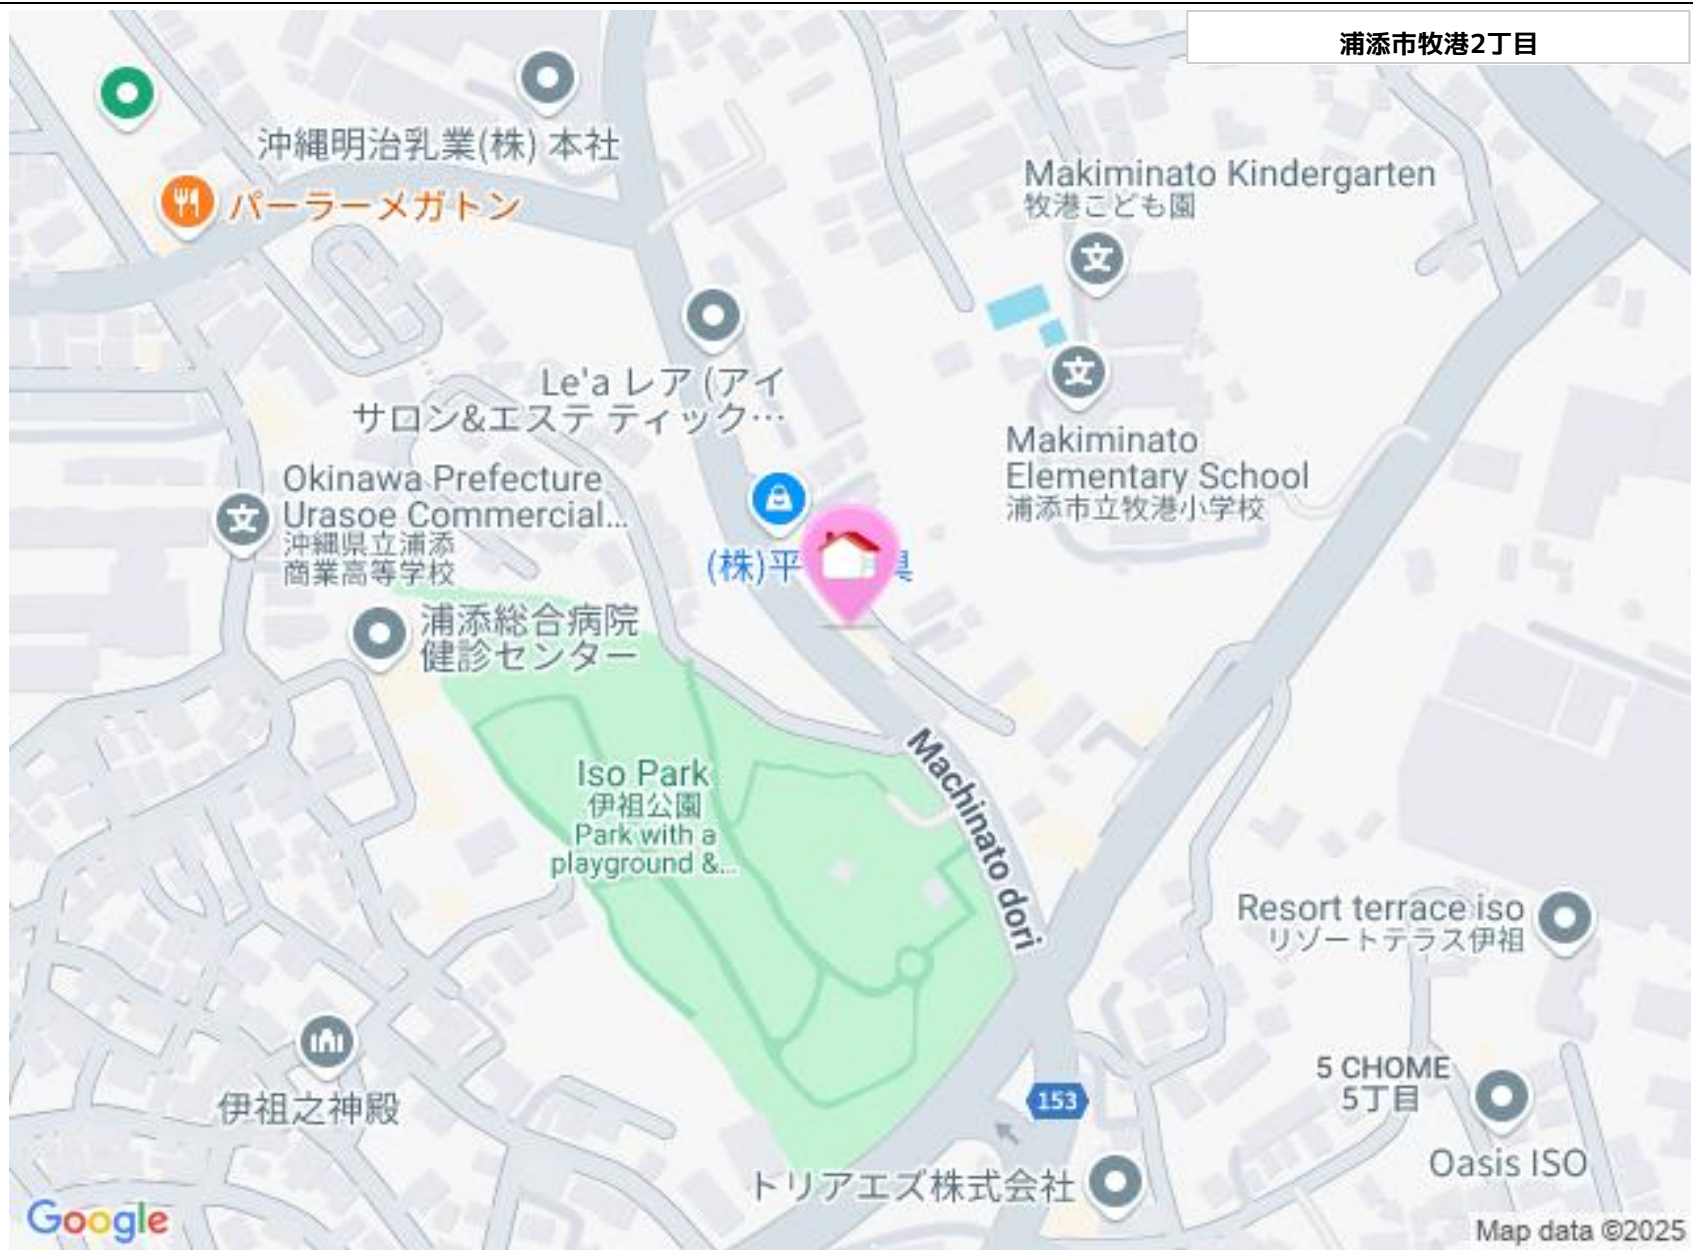 浦添市牧港2丁目
沖縄明治乳業(株) 本社
パーラーメガトン
Makiminato Kindergarten
牧港こども園
Le'a レア (アイ
サロン&エステ ティック…
Makiminato
Elementary School
浦添市立牧港小学校
Okinawa Prefecture
Urasoe Commercial...
沖縄県立浦添
商業高等学校
(株)平
具
浦添総合病院
健診センター
Iso Park
伊祖公園
Park with a
playground &...
Machinato dori
Resort terrace iso
リゾートテラス伊祖
伊祖之神殿
153
5 CHOME
5丁目
Oasis ISO
トリアエズ株式会社
Google
Map data ©2025